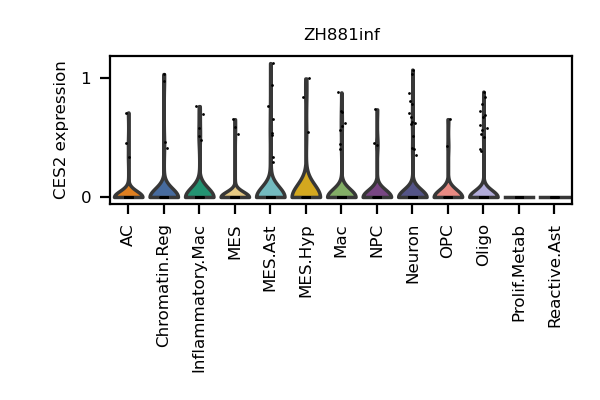 ZH881inf
CES2 expression
1
0
AC
Chromatin.Reg
Inflammatory.Mac
MES
MES.Ast
MES.Hyp
Mac
NPC
Neuron
OPC
Oligo
Prolif.Metab
Reactive.Ast